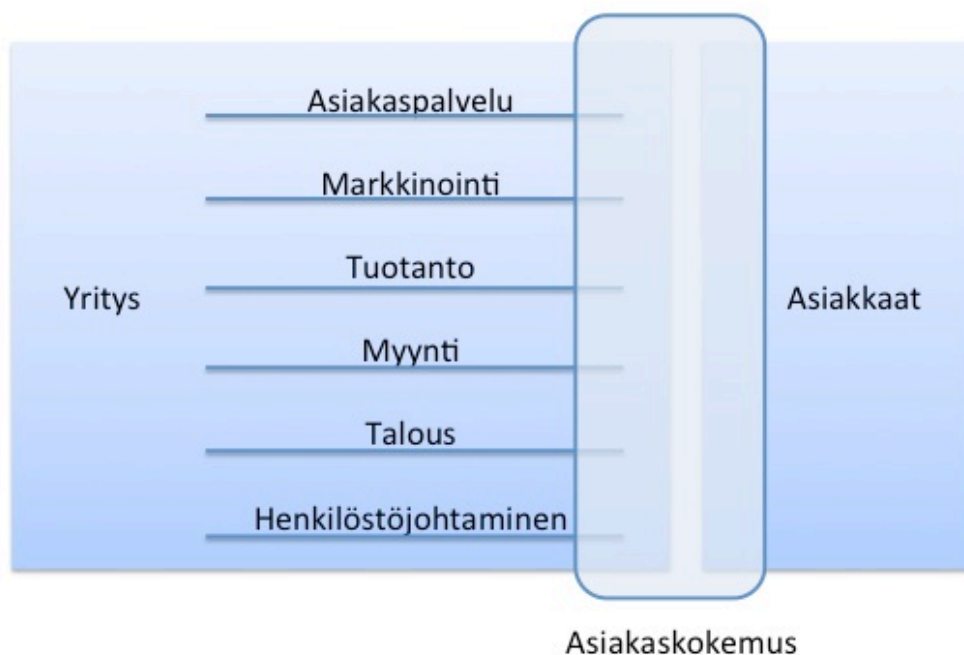 Asiakaspalvelu
Markkinointi
Tuotanto
Yritys
Asiakkaat
Myynti
Talous
Henkilöstöjohtaminen
Asiakaskokemus